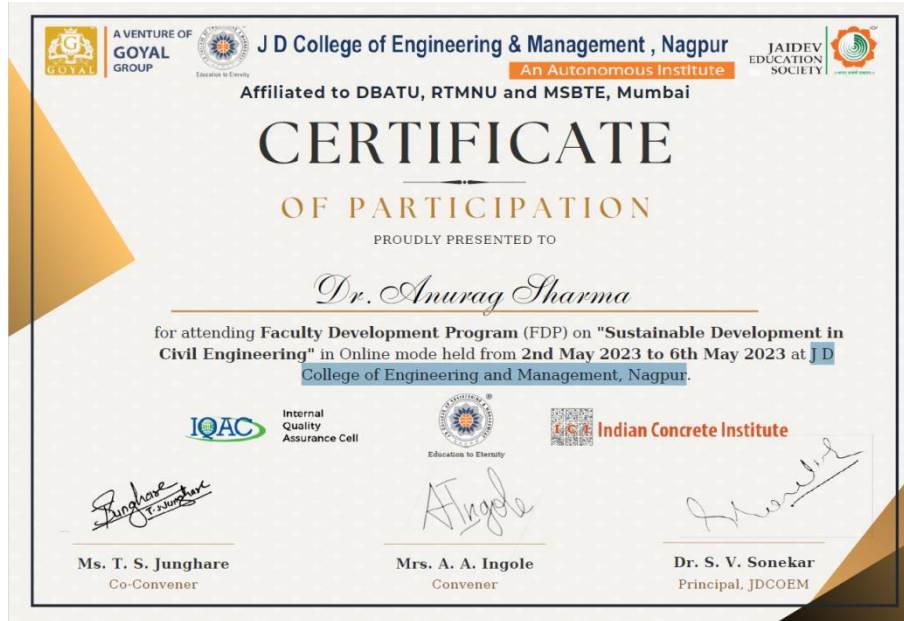 A VENTURE OF
GOYAL
GROUP
GOYAL
Education to Eternity
J D College of Engineering & Management , Nagpur
An Autonomous Institute
JAIDEV
EDUCATION
SOCIETY
Affiliated to DBATU, RTMNU and MSBTE, Mumbai
CERTIFICATE
OF PARTICIPATION
PROUDLY PRESENTED TO
Dr. Anurag Sharma
for attending Faculty Development Program (FDP) on "Sustainable Development in
Civil Engineering" in Online mode held from 2nd May 2023 to 6th May 2023 at J D
College of Engineering and Management, Nagpur.
IQAC
Internal
Quality
Assurance Cell
Education to Eternity
ICI Indian Concrete Institute
Junghare
T.S.Junghare
A Ingole
Ms. T. S. Junghare
Mrs. A. A. Ingole
Dr. S. V. Sonekar
Co-Convener
Convener
Principal, JDCOEM